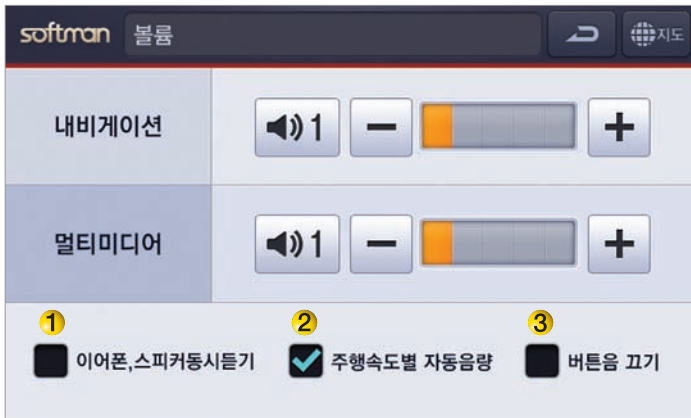 softman 볼륨 지도
내비게이션 1 − +
멀티미디어 1 − +
1 2 3
이어폰,스피커동시듣기 주행속도별 자동음량 버튼음 끄기